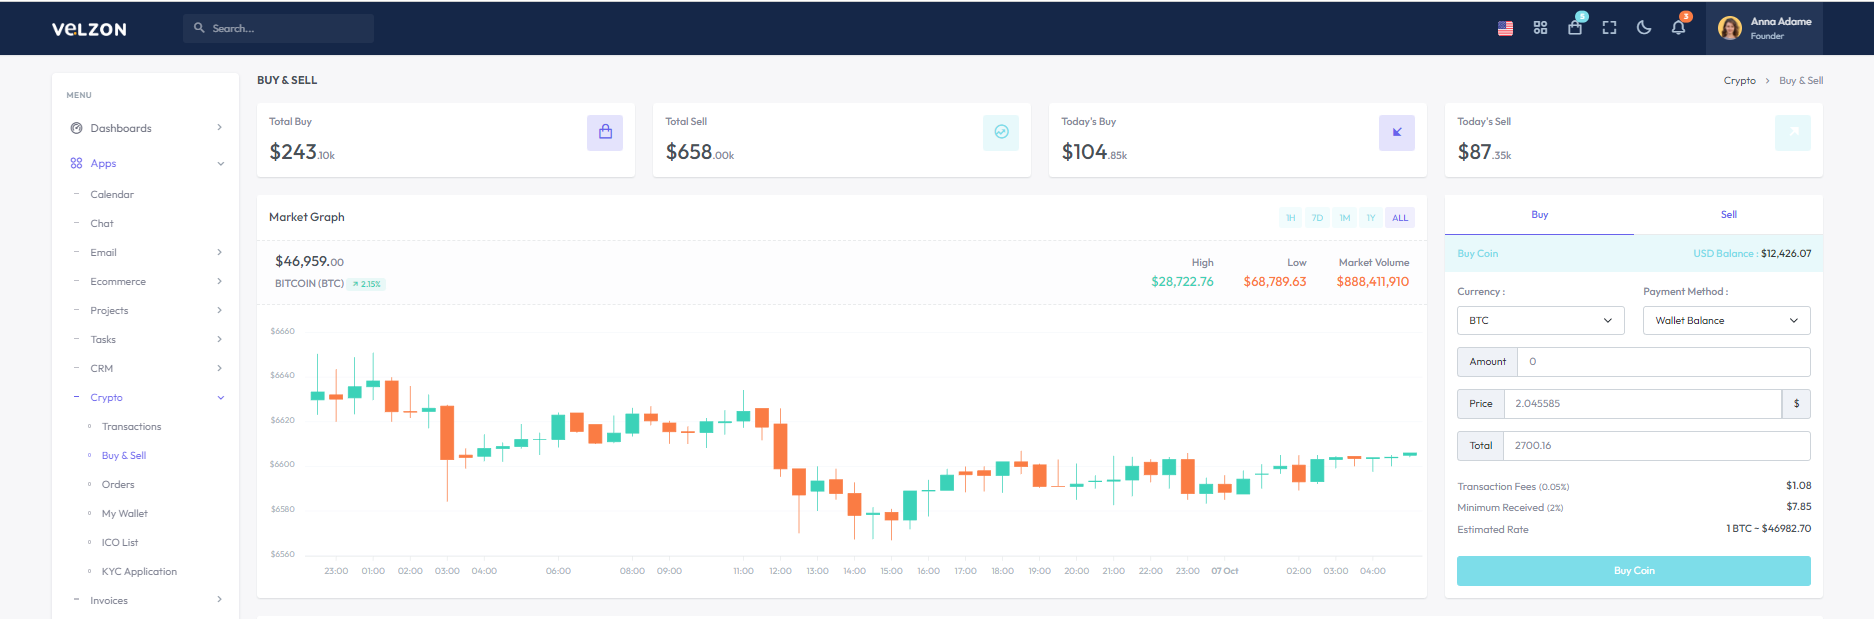 VELZON
Search...
5
3
Anna Adame
Founder
MENU
Dashboards
Apps
Calendar
Chat
Email
Ecommerce
Projects
Tasks
CRM
Crypto
Transactions
Buy & Sell
Orders
My Wallet
ICO List
KYC Application
Invoices
BUY & SELL
Crypto > Buy & Sell
Total Buy
$243.10k
Total Sell
$658.00k
Today's Buy
$104.85k
Today's Sell
$87.35k
Market Graph
1H 7D 1M 1Y ALL
$46,959.00
BITCOIN (BTC) 2.15%
High Low Market Volume
$28,722.76 $68,789.63 $888,411,910
$6660
$6640
$6620
$6600
$6580
$6560
23:00 01:00 02:00 03:00 04:00 06:00 08:00 09:00 11:00 12:00 13:00 14:00 15:00 16:00 17:00 18:00 19:00 20:00 21:00 22:00 23:00 07 Oct 02:00 03:00 04:00
Buy Sell
Buy Coin USD Balance : $12,426.07
Currency : Payment Method :
BTC Wallet Balance
Amount 0
Price 2.045585 $
Total 2700.16
Transaction Fees (0.05%) $1.08
Minimum Received (2%) $7.85
Estimated Rate 1 BTC ~ $46982.70
Buy Coin